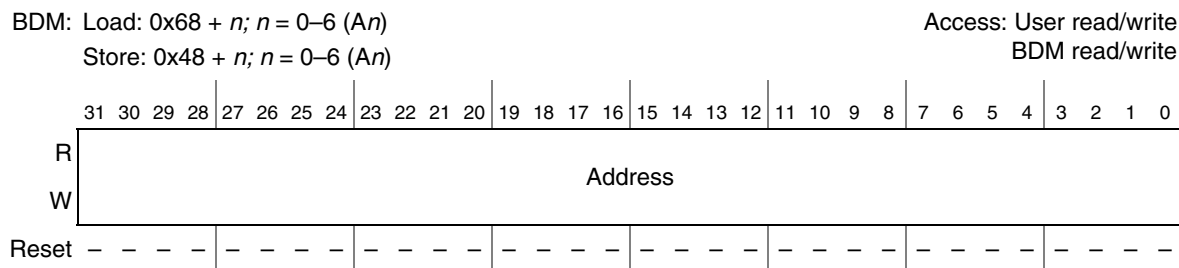 BDM: Load: 0x68 + n; n = 0–6 (An) Access: User read/write
Store: 0x48 + n; n = 0–6 (An) BDM read/write
31 30 29 28 27 26 25 24 23 22 21 20 19 18 17 16 15 14 13 12 11 10 9 8 7 6 5 4 3 2 1 0
R
Address
W
Reset – – – – – – – – – – – – – – – – – – – – – – – – – – – – – – – –